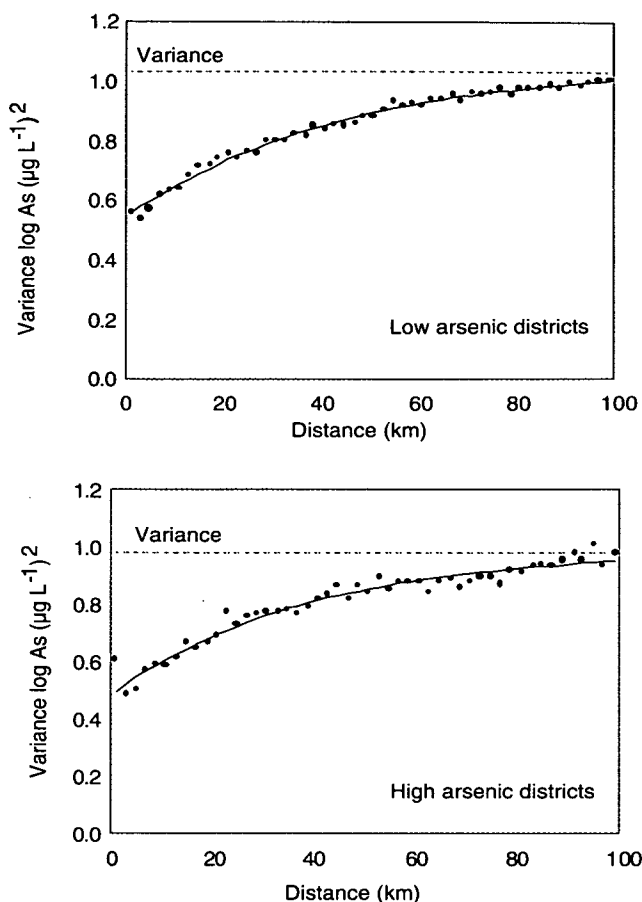 1.2
Variance
1.0
0.8
0.6
0.4
0.2
0.0
Variance log As (µg L⁻¹)²
Low arsenic districts
0 20 40 60 80 100
Distance (km)
1.2
Variance
1.0
0.8
0.6
0.4
0.2
0.0
Variance log As (µg L⁻¹)²
High arsenic districts
0 20 40 60 80 100
Distance (km)